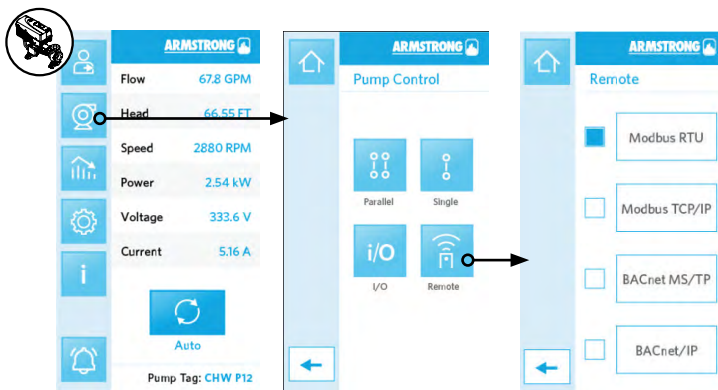 ARMSTRONG
Flow 67.8 GPM
Head 66.55 FT
Speed 2880 RPM
Power 2.54 kW
Voltage 333.6 V
Current 5.16 A
i
Auto
Pump Tag: CHW P12
ARMSTRONG
Pump Control
Parallel Single
i/O
I/O Remote
ARMSTRONG
Remote
Modbus RTU
Modbus TCP/IP
BACnet MS/TP
BACnet/IP